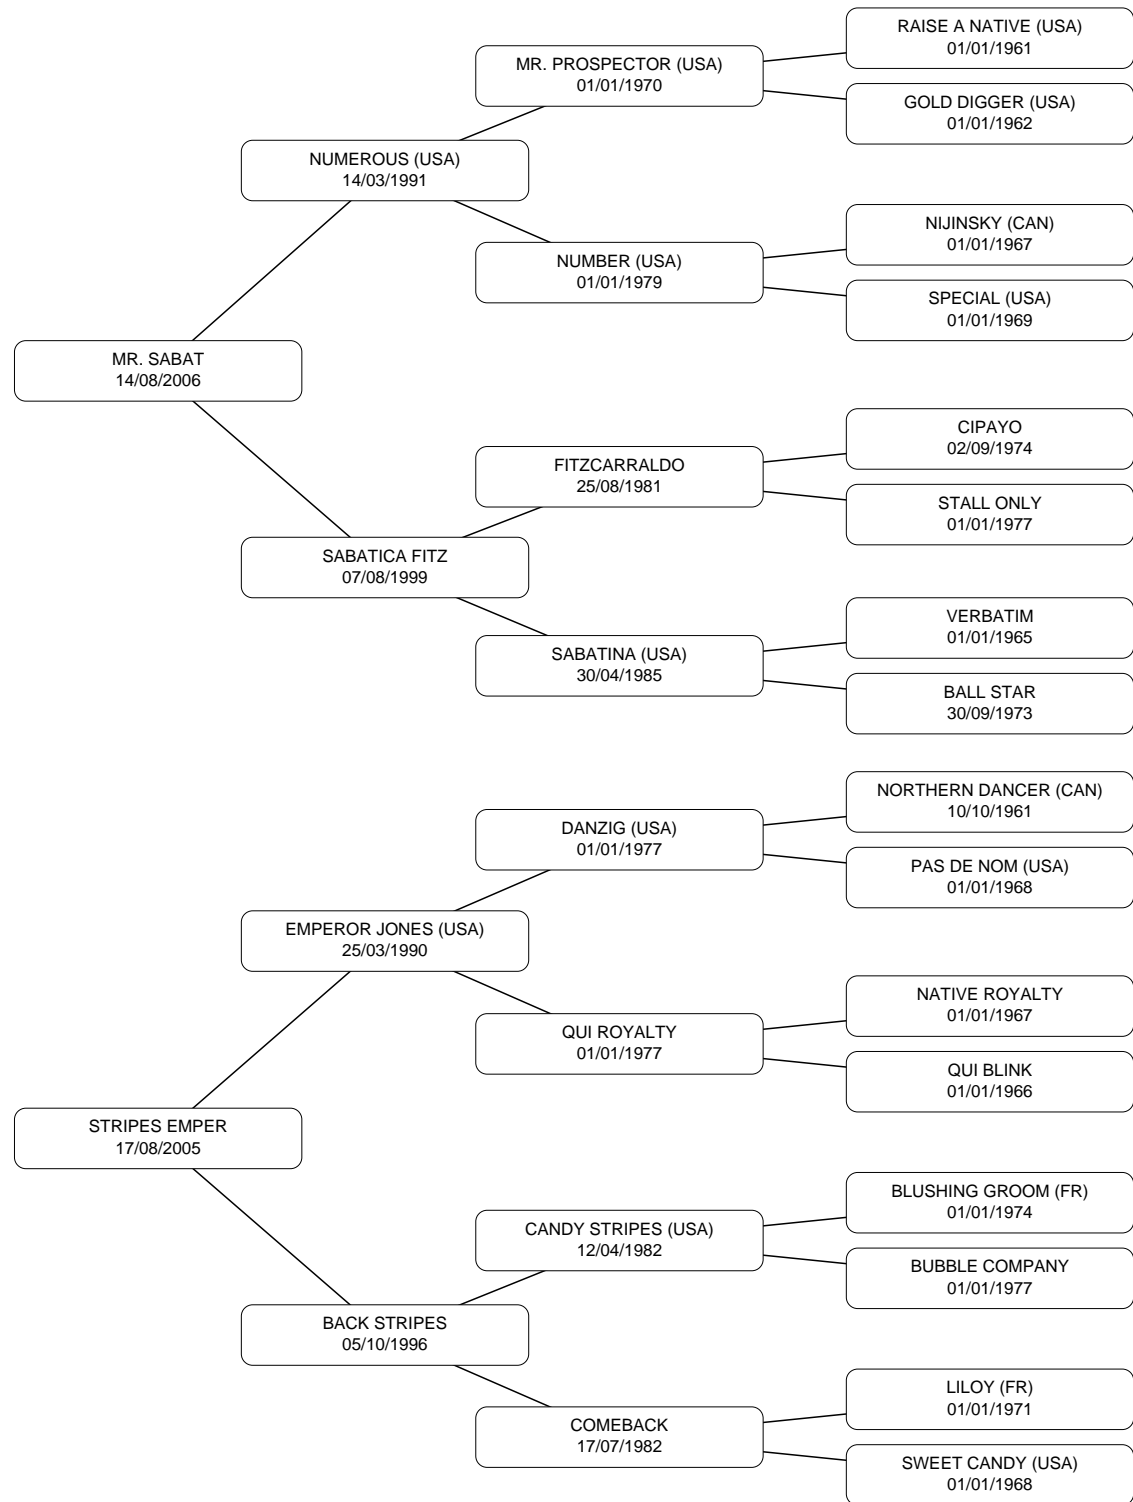 RAISE A NATIVE (USA)
01/01/1961
MR. PROSPECTOR (USA)
01/01/1970
GOLD DIGGER (USA)
01/01/1962
NUMEROUS (USA)
14/03/1991
NIJINSKY (CAN)
01/01/1967
NUMBER (USA)
01/01/1979
SPECIAL (USA)
01/01/1969
MR. SABAT
14/08/2006
CIPAYO
02/09/1974
FITZCARRALDO
25/08/1981
STALL ONLY
01/01/1977
SABATICA FITZ
07/08/1999
VERBATIM
01/01/1965
SABATINA (USA)
30/04/1985
BALL STAR
30/09/1973
NORTHERN DANCER (CAN)
10/10/1961
DANZIG (USA)
01/01/1977
PAS DE NOM (USA)
01/01/1968
EMPEROR JONES (USA)
25/03/1990
NATIVE ROYALTY
01/01/1967
QUI ROYALTY
01/01/1977
QUI BLINK
01/01/1966
STRIPES EMPER
17/08/2005
BLUSHING GROOM (FR)
01/01/1974
CANDY STRIPES (USA)
12/04/1982
BUBBLE COMPANY
01/01/1977
BACK STRIPES
05/10/1996
LILOY (FR)
01/01/1971
COMEBACK
17/07/1982
SWEET CANDY (USA)
01/01/1968